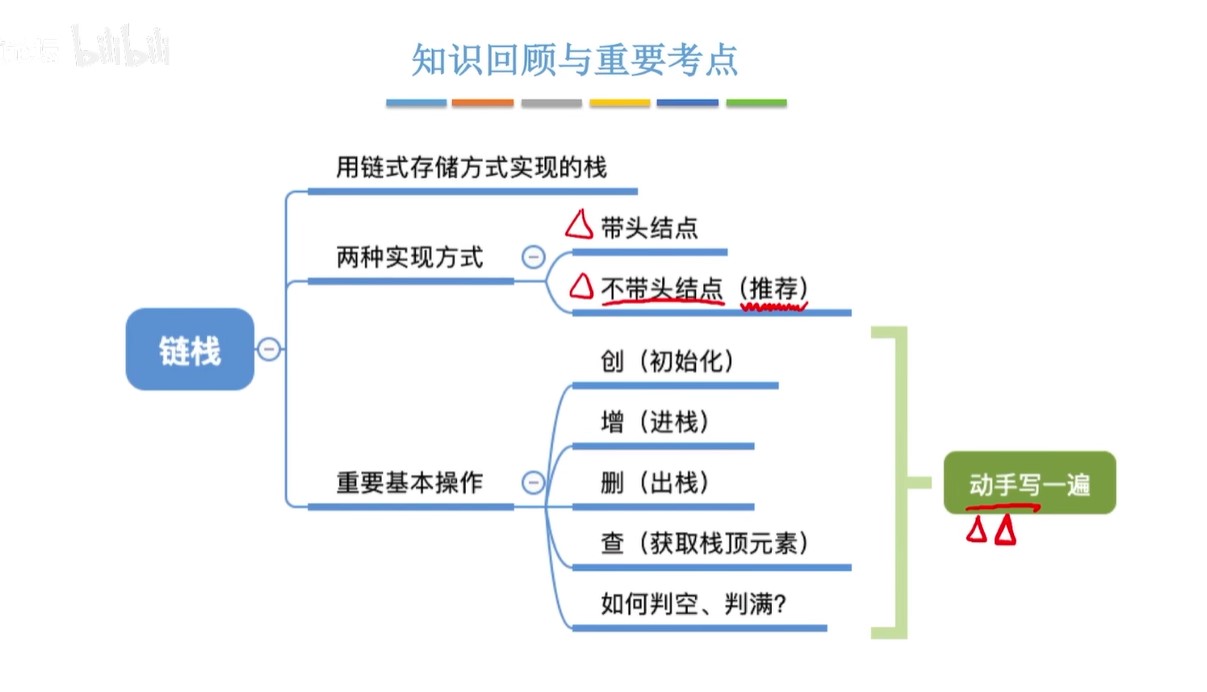 bilibili
知识回顾与重要考点
用链式存储方式实现的栈
带头结点
两种实现方式
不带头结点（推荐）
链栈
创（初始化）
增（进栈）
重要基本操作
删（出栈）
动手写一遍
查（获取栈顶元素）
如何判空、判满？